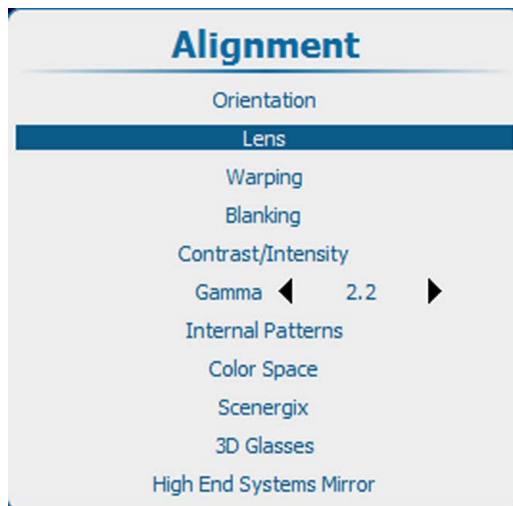 Alignment
Orientation
Lens
Warping
Blanking
Contrast/Intensity
Gamma 2.2
Internal Patterns
Color Space
Scenergix
3D Glasses
High End Systems Mirror